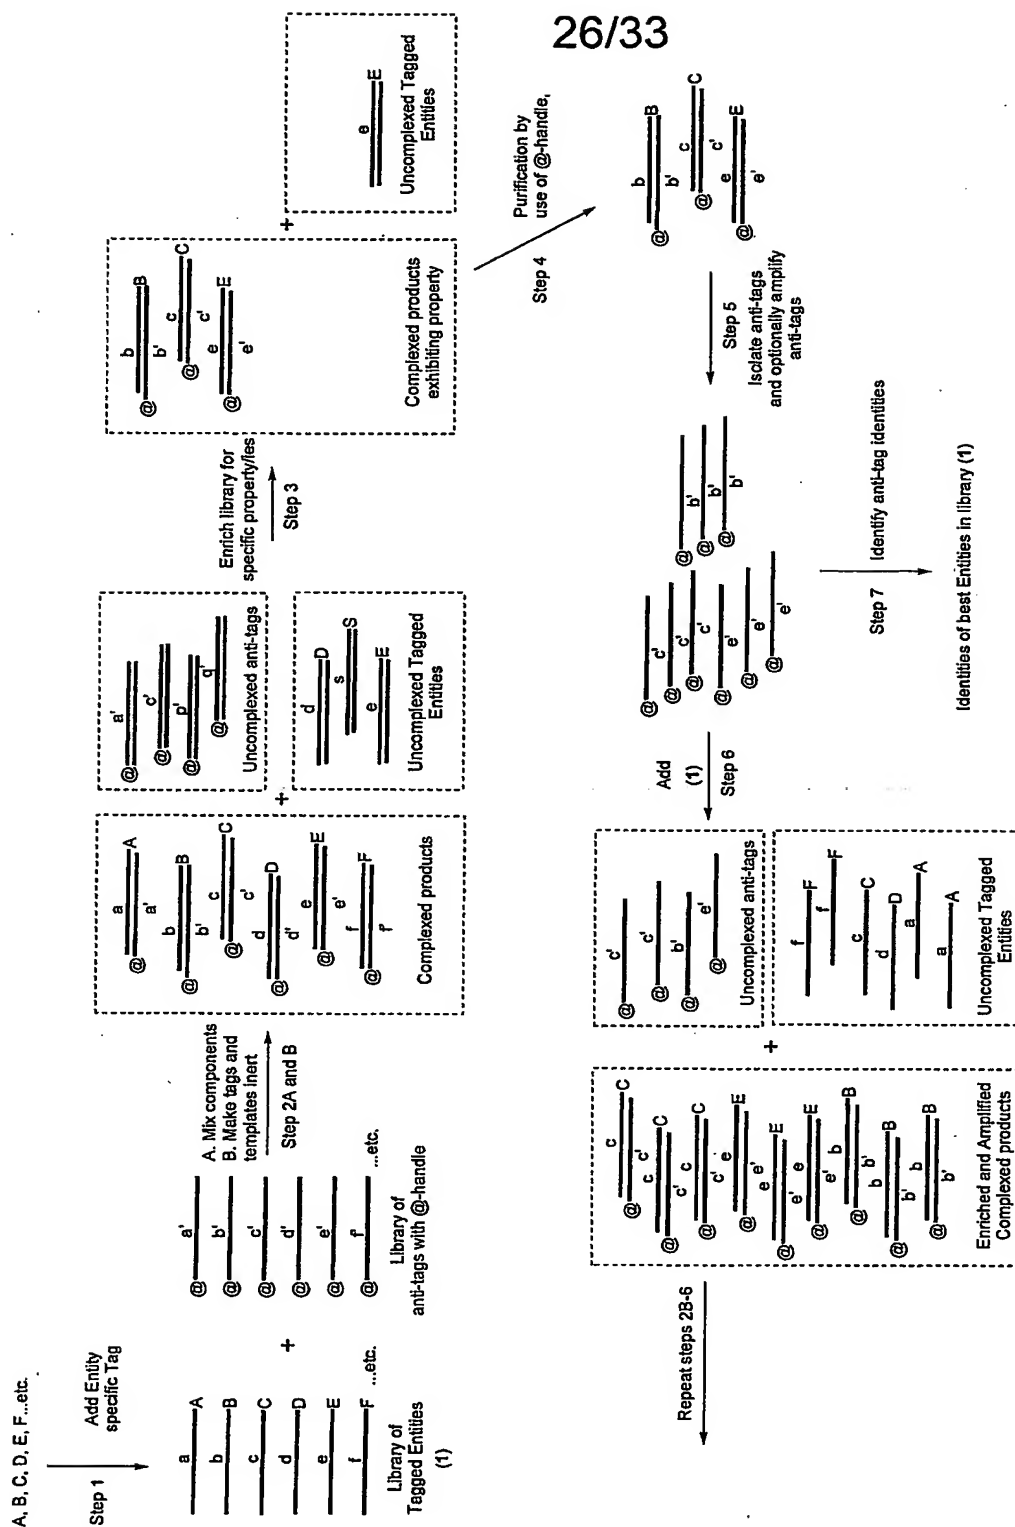 26/33
A, B, C, D, E, F...etc.
Step 1
Add Entity
specific Tag
a A
b B
c C
d D
e E
f F ...etc.
Library of
Tagged Entities
(1)
+
@ a'
@ b'
@ c'
@ d'
@ e'
@ f' ...etc.
Library of
anti-tags with @-handle
A. Mix components
B. Make tags and
templates inert
Step 2A and B
a A
@ a'
b B
@ b'
c C
@ c'
d D
@ d'
e E
@ e'
f F
@ f'
Complexed products
+
@ a'
@ c'
@ p'
@ q'
Uncomplexed anti-tags
d D
s S
e E
Uncomplexed Tagged
Entities
Enrich library for
specific property/ies
Step 3
b B
@ b'
c C
@ c'
e E
@ e'
Complexed products
exhibiting property
+
e E
Uncomplexed Tagged
Entities
Step 4
Purification by
use of @-handle,
b B
@ b'
c C
@ c'
e E
@ e'
Step 5
Isolate anti-tags
and optionally amplify
anti-tags
@ c'
@ c'
@ c'
@ e'
@ e'
@ e'
@ b'
@ b'
@ b'
Step 7
Identify anti-tag identities
Identities of best Entities in library (1)
Add
(1)
Step 6
@ c'
@ c'
@ b'
@ e'
Uncomplexed anti-tags
f F
f F
c C
d D
a A
a A
Uncomplexed Tagged
Entities
+
c C
@ c'
c C
@ c'
c C
@ c'
e E
@ e'
e E
@ e'
e E
@ e'
b B
@ b'
b B
@ b'
b B
@ b'
Enriched and Amplified
Complexed products
Repeat steps 2B-6